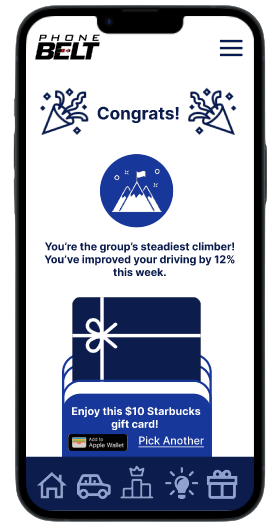 PHONE
BELT
Congrats!
You're the group's steadiest climber!
You've improved your driving by 12%
this week.
Enjoy this $10 Starbucks
gift card!
Add to
Apple Wallet
Pick Another